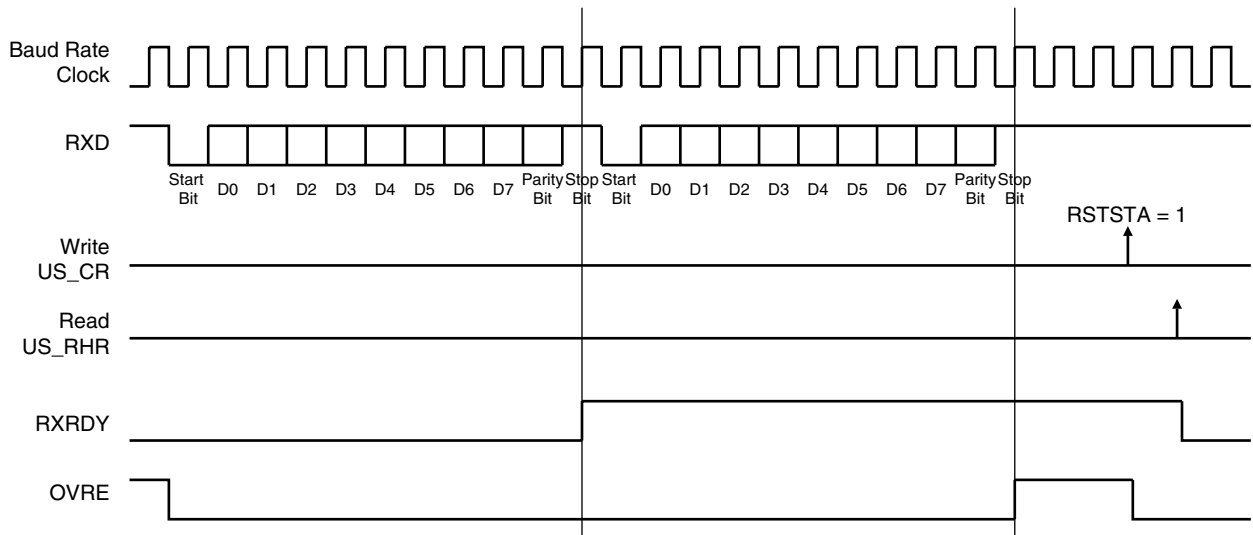 Baud Rate
Clock
RXD
Start
Bit
D0
D1
D2
D3
D4
D5
D6
D7
Parity
Bit
Stop
Bit
Start
Bit
D0
D1
D2
D3
D4
D5
D6
D7
Parity
Bit
Stop
Bit
RSTSTA = 1
Write
US_CR
Read
US_RHR
RXRDY
OVRE